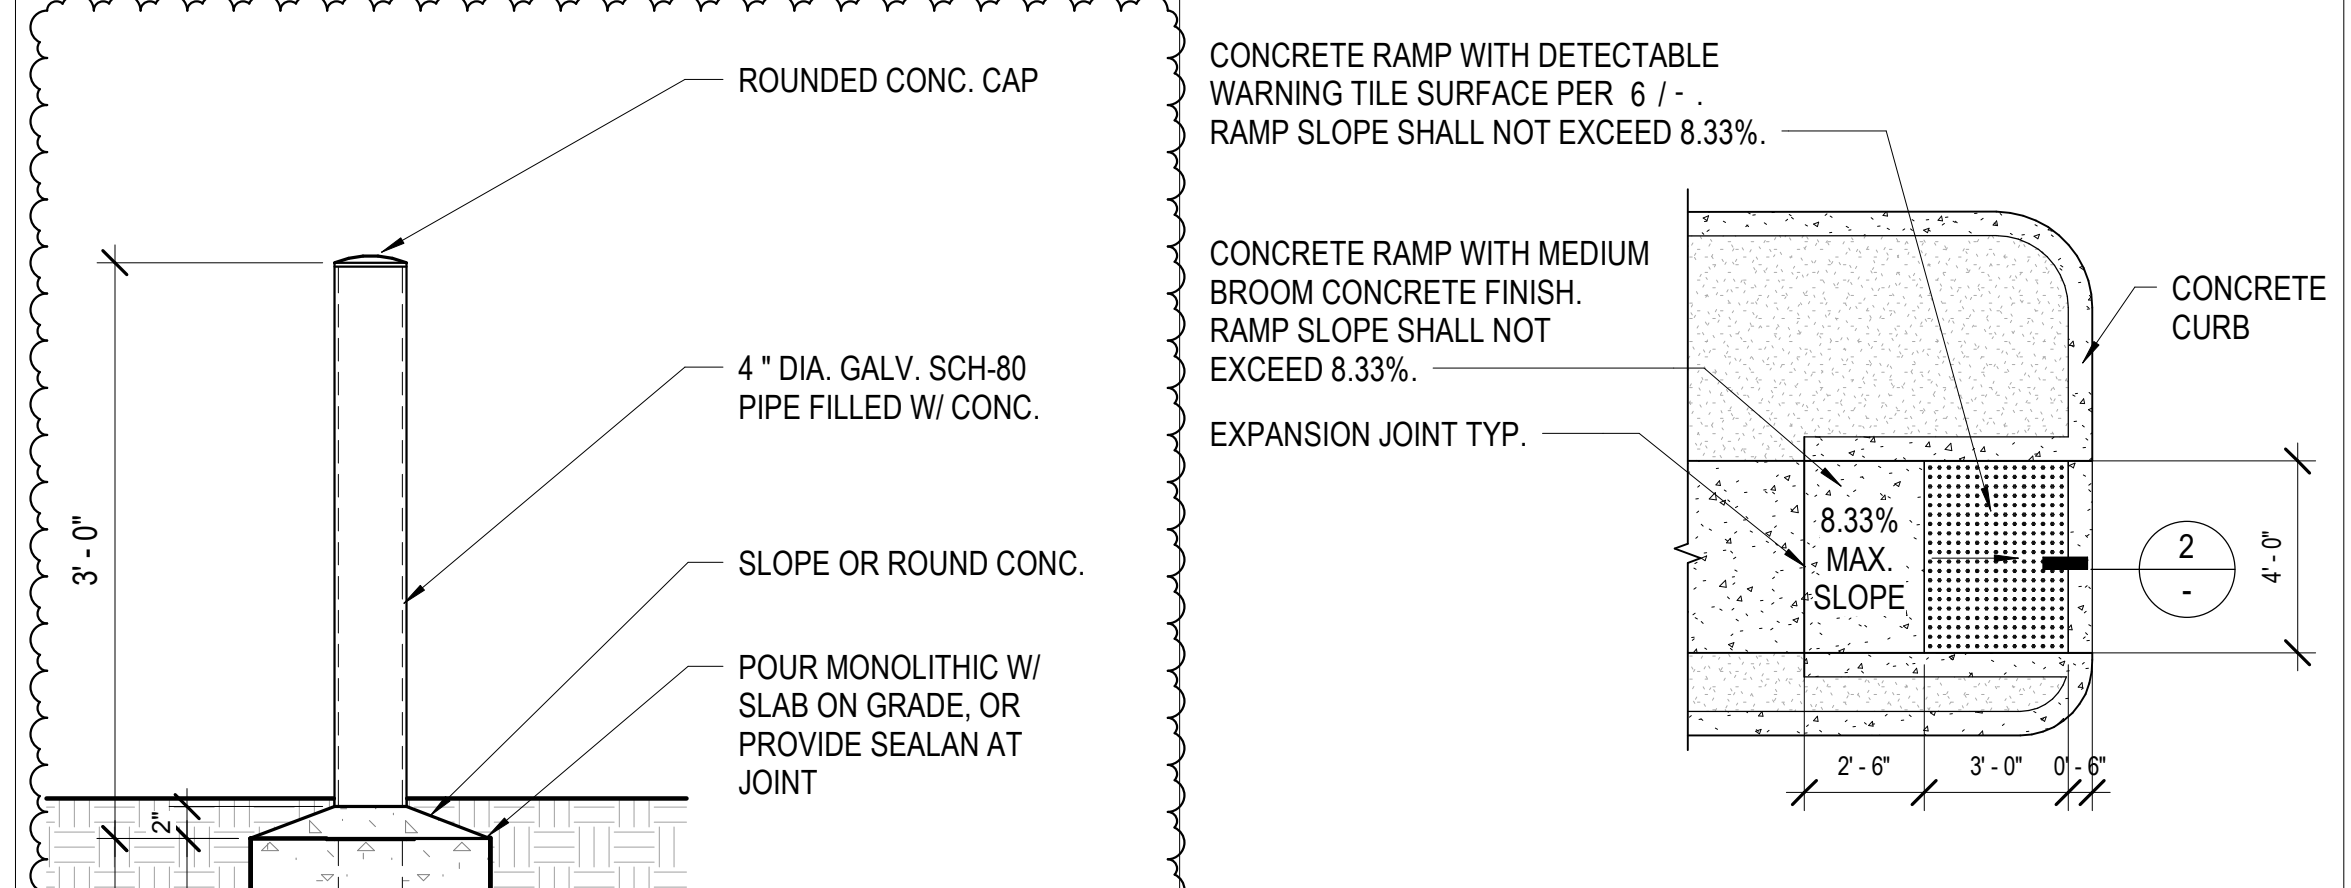 ROUNDED CONC. CAP
4 " DIA. GALV. SCH-80
PIPE FILLED W/ CONC.
SLOPE OR ROUND CONC.
POUR MONOLITHIC W/
SLAB ON GRADE, OR
PROVIDE SEALAN AT
JOINT
3' - 0"
2"
CONCRETE RAMP WITH DETECTABLE
WARNING TILE SURFACE PER 6 / - .
RAMP SLOPE SHALL NOT EXCEED 8.33%.
CONCRETE RAMP WITH MEDIUM
BROOM CONCRETE FINISH.
RAMP SLOPE SHALL NOT
EXCEED 8.33%.
EXPANSION JOINT TYP.
CONCRETE
CURB
8.33%
MAX.
SLOPE
2
-
4' - 0"
2' - 6"
3' - 0"
0' - 6"